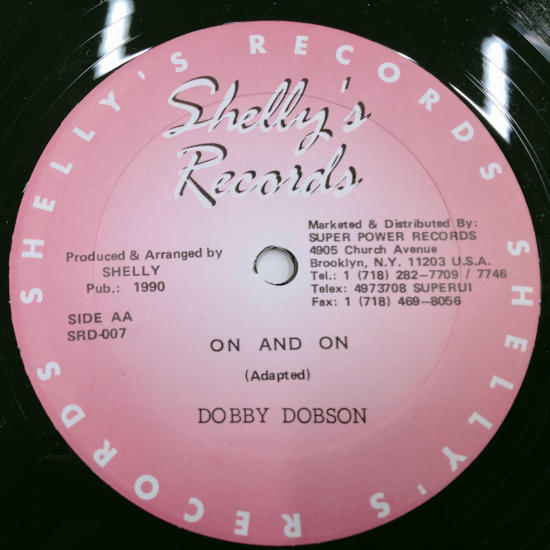 SHELLY'S RECORDS
SHELLY'S RECORDS
Shelly's
Records
Produced & Arranged by
SHELLY
Pub.: 1990
SIDE AA
SRD-007
Marketed & Distributed By:
SUPER POWER RECORDS
4905 Church Avenue
Brooklyn, N.Y. 11203 U.S.A.
Tel.: 1 (718) 282-7709 / 7746
Telex: 4973708 SUPERUI
Fax: 1 (718) 469-8056
ON AND ON
(Adapted)
DOBBY DOBSON